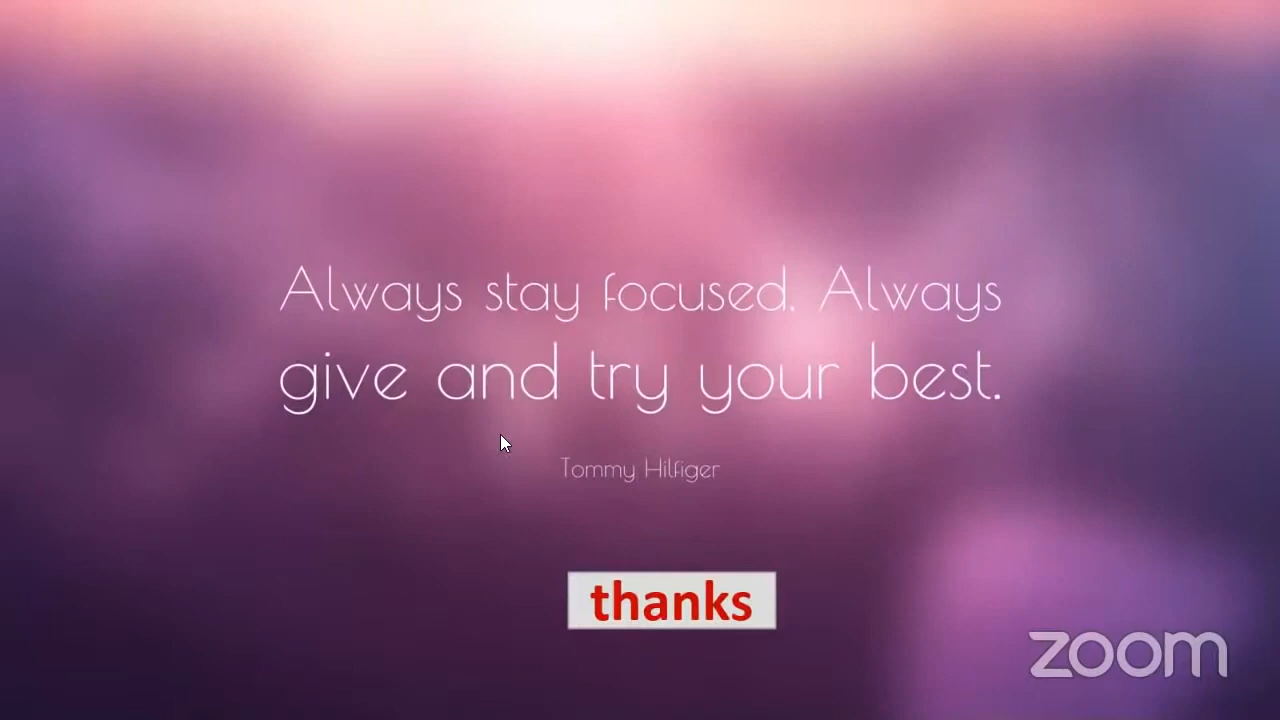 Always stay focused. Always
give and try your best.
Tommy Hilfiger
thanks
zoom